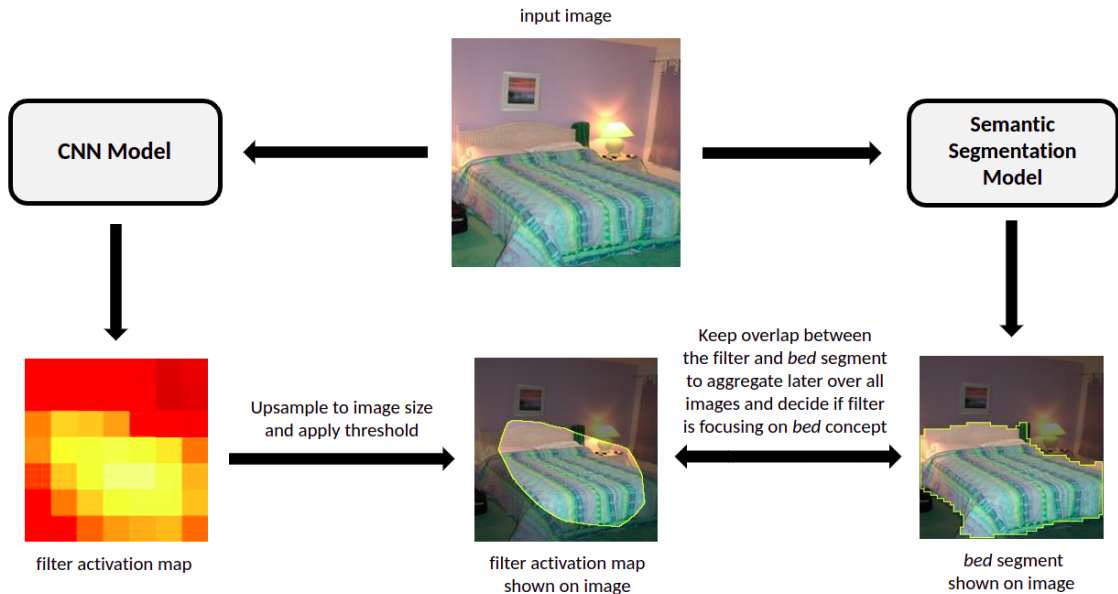 input image
CNN Model
Semantic
Segmentation
Model
Keep overlap between
the filter and bed segment
to aggregate later over all
images and decide if filter
is focusing on bed concept
Upsample to image size
and apply threshold
filter activation map
filter activation map
shown on image
bed segment
shown on image